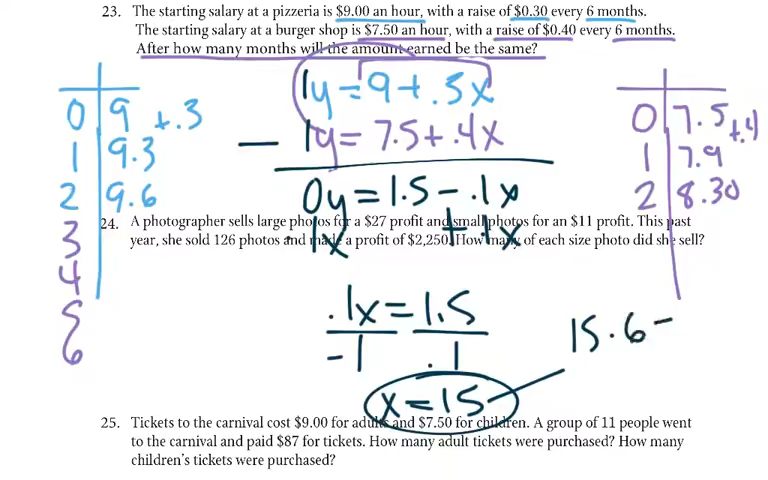 23. The starting salary at a pizzeria is $9.00 an hour, with a raise of $0.30 every 6 months.
The starting salary at a burger shop is $7.50 an hour, with a raise of $0.40 every 6 months.
After how many months will the amount earned be the same?
0 9 +.3
1 9.3
2 9.6
3
4
5
6
1y = 9 + .3x
- 1y = 7.5 + .4x
0y = 1.5 - .1x
.1x + .1x
.1x = 1.5
.1 .1
x = 15
15.6 =
0 7.5 +.4
1 7.9
2 8.30
24. A photographer sells large photos for a $27 profit and small photos for an $11 profit. This past
year, she sold 126 photos and made a profit of $2,250. How many of each size photo did she sell?
25. Tickets to the carnival cost $9.00 for adults and $7.50 for children. A group of 11 people went
to the carnival and paid $87 for tickets. How many adult tickets were purchased? How many
children's tickets were purchased?